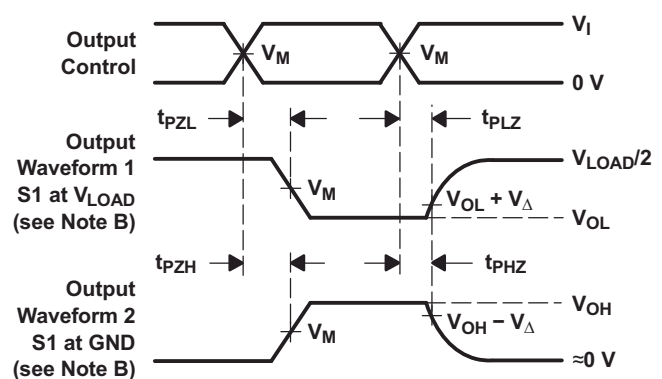 Output
Control
V_M
V_M
V_I
0 V
t_PZL
t_PLZ
Output
Waveform 1
S1 at V_LOAD
(see Note B)
V_M
V_LOAD/2
V_OL + V_Δ
V_OL
t_PZH
t_PHZ
Output
Waveform 2
S1 at GND
(see Note B)
V_M
V_OH
V_OH − V_Δ
≈0 V